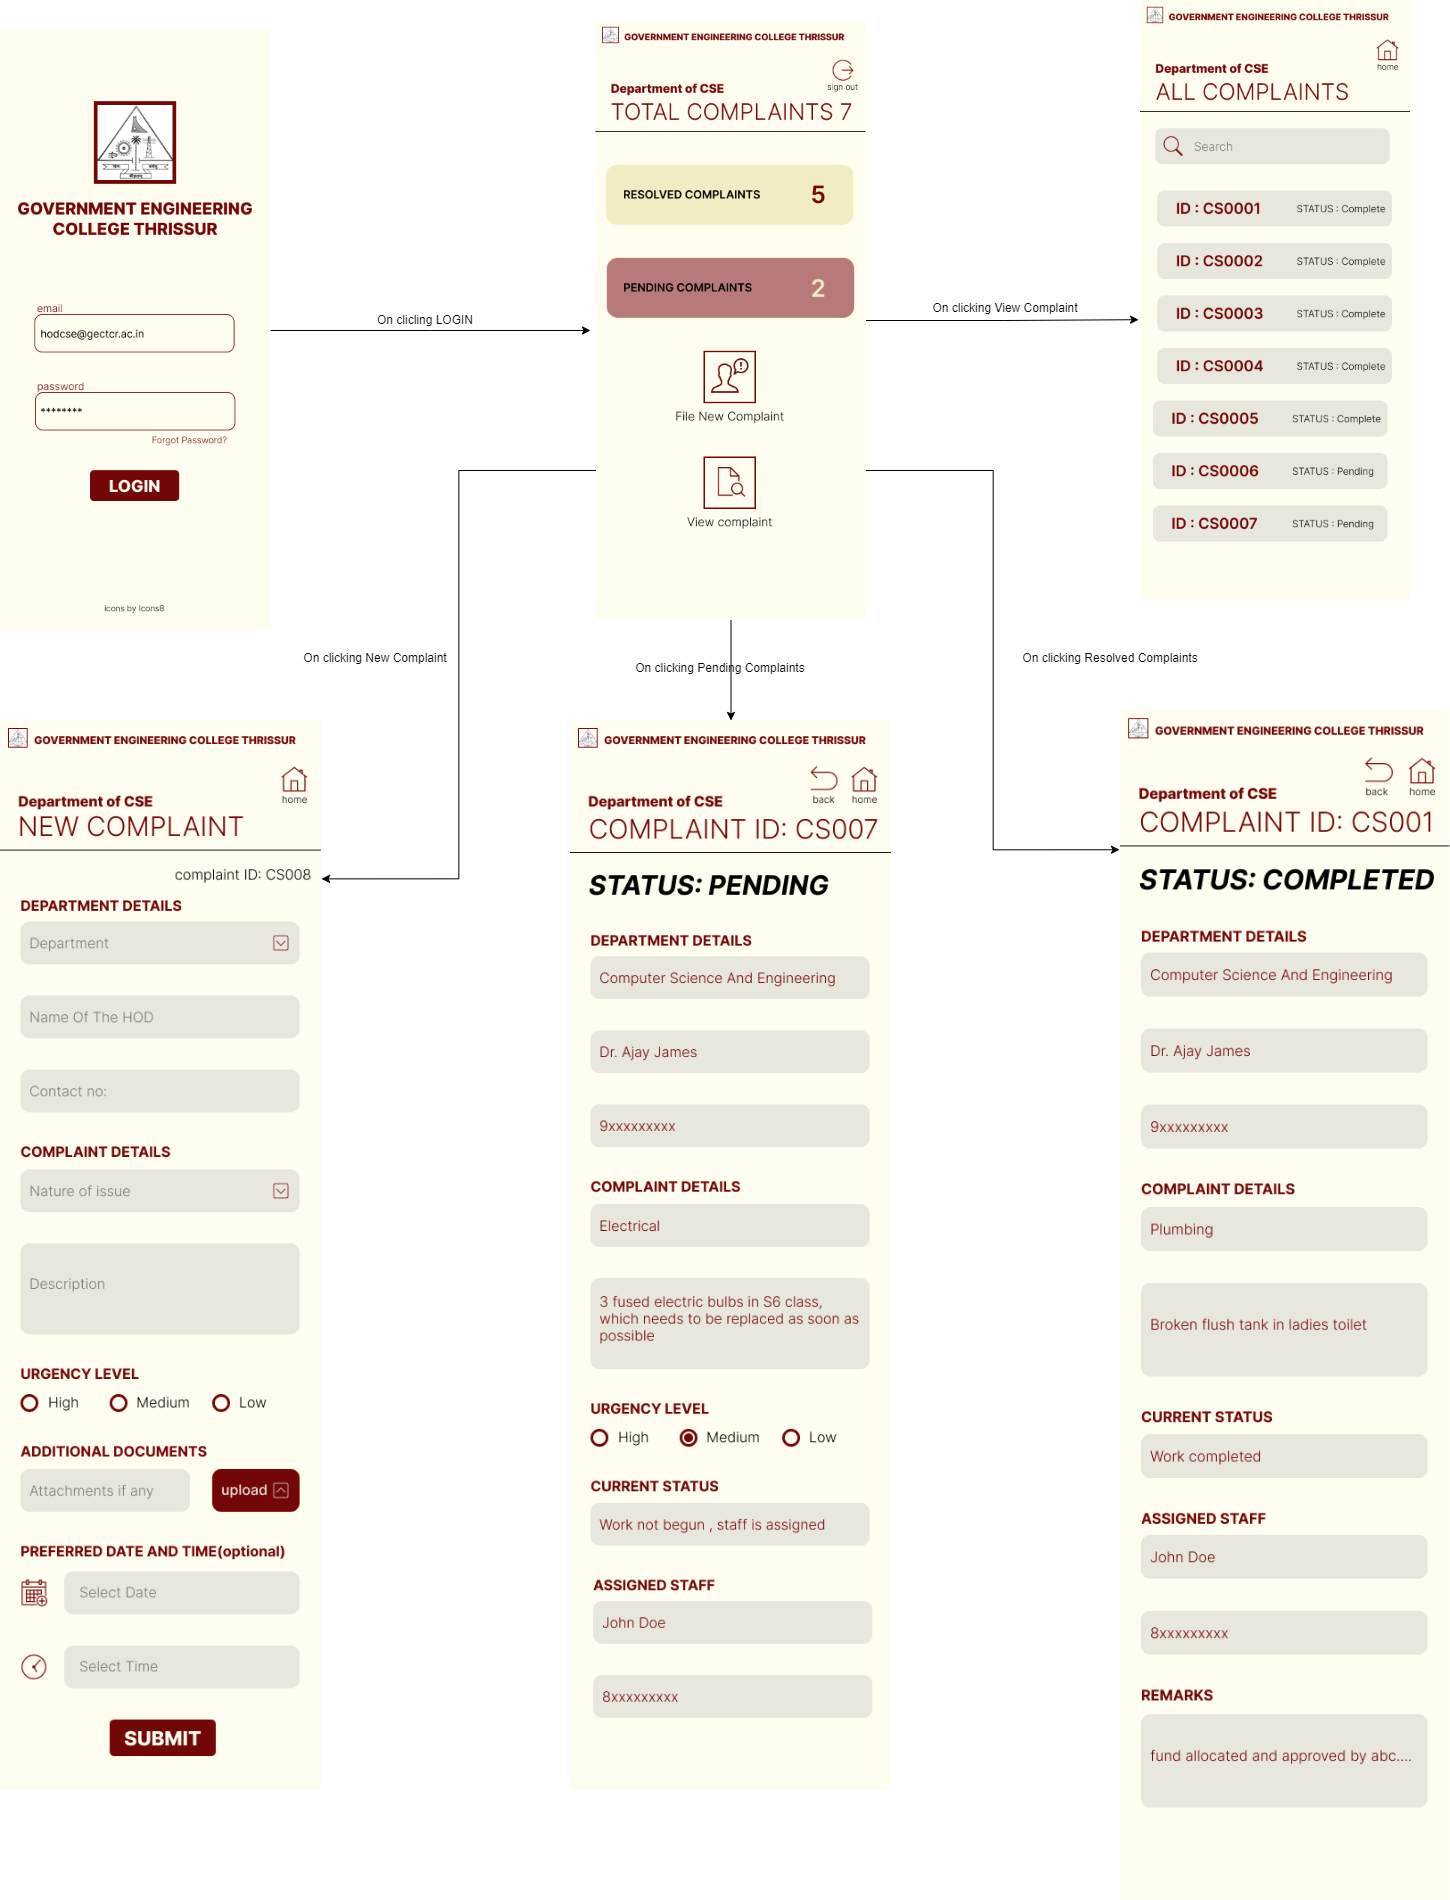 GOVERNMENT ENGINEERING
COLLEGE THRISSUR
email
hodcse@gectcr.ac.in
password
********
Forgot Password?
LOGIN
icons by Icons8
On clicling LOGIN
GOVERNMENT ENGINEERING COLLEGE THRISSUR
sign out
Department of CSE
TOTAL COMPLAINTS 7
RESOLVED COMPLAINTS 5
PENDING COMPLAINTS 2
File New Complaint
View complaint
On clicking View Complaint
GOVERNMENT ENGINEERING COLLEGE THRISSUR
home
Department of CSE
ALL COMPLAINTS
Search
ID : CS0001 STATUS : Complete
ID : CS0002 STATUS : Complete
ID : CS0003 STATUS : Complete
ID : CS0004 STATUS : Complete
ID : CS0005 STATUS : Complete
ID : CS0006 STATUS : Pending
ID : CS0007 STATUS : Pending
On clicking New Complaint
On clicking Pending Complaints
On clicking Resolved Complaints
GOVERNMENT ENGINEERING COLLEGE THRISSUR
home
Department of CSE
NEW COMPLAINT
complaint ID: CS008
DEPARTMENT DETAILS
Department
Name Of The HOD
Contact no:
COMPLAINT DETAILS
Nature of issue
Description
URGENCY LEVEL
High Medium Low
ADDITIONAL DOCUMENTS
Attachments if any upload
PREFERRED DATE AND TIME(optional)
Select Date
Select Time
SUBMIT
GOVERNMENT ENGINEERING COLLEGE THRISSUR
back home
Department of CSE
COMPLAINT ID: CS007
STATUS: PENDING
DEPARTMENT DETAILS
Computer Science And Engineering
Dr. Ajay James
9xxxxxxxxx
COMPLAINT DETAILS
Electrical
3 fused electric bulbs in S6 class,
which needs to be replaced as soon as
possible
URGENCY LEVEL
High Medium Low
CURRENT STATUS
Work not begun , staff is assigned
ASSIGNED STAFF
John Doe
8xxxxxxxxx
GOVERNMENT ENGINEERING COLLEGE THRISSUR
back home
Department of CSE
COMPLAINT ID: CS001
STATUS: COMPLETED
DEPARTMENT DETAILS
Computer Science And Engineering
Dr. Ajay James
9xxxxxxxxx
COMPLAINT DETAILS
Plumbing
Broken flush tank in ladies toilet
CURRENT STATUS
Work completed
ASSIGNED STAFF
John Doe
8xxxxxxxxx
REMARKS
fund allocated and approved by abc....